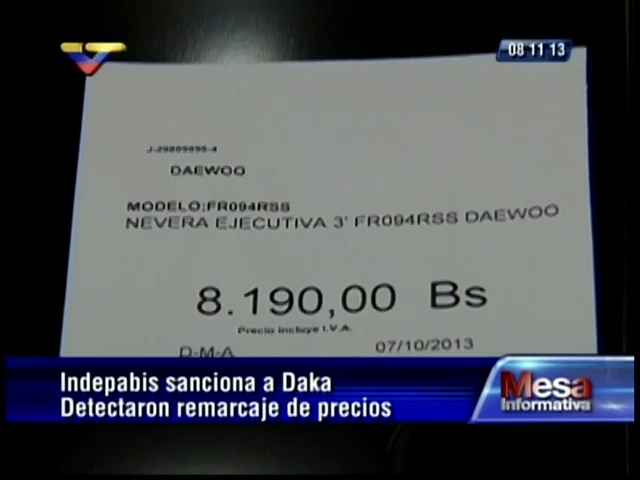 08 11 13
J-29889896-4
DAEWOO
MODELO:FR094RSS
NEVERA EJECUTIVA 3' FR094RSS DAEWOO
8.190,00 Bs
Precio incluye I.V.A.
D-M-A
07/10/2013
Indepabis sanciona a Daka
Detectaron remarcaje de precios
Mesa
Informativa